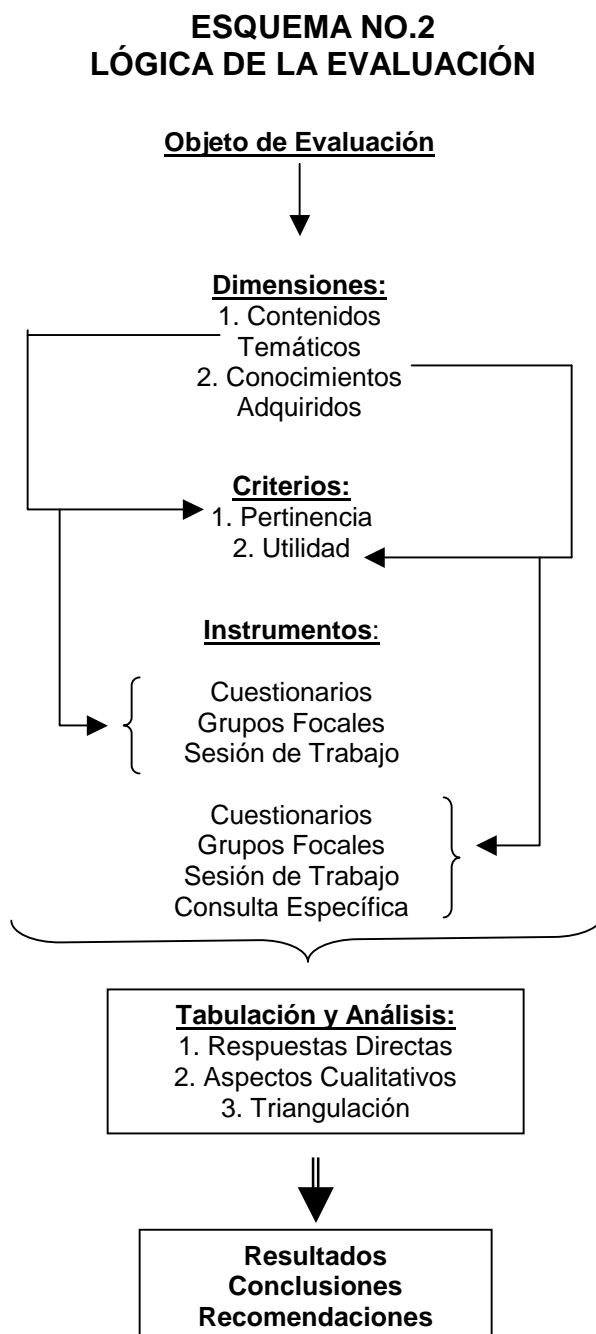 ESQUEMA NO.2
LÓGICA DE LA EVALUACIÓN
Objeto de Evaluación
Dimensiones:
1. Contenidos
Temáticos
2. Conocimientos
Adquiridos
Criterios:
1. Pertinencia
2. Utilidad
Instrumentos:
Cuestionarios
Grupos Focales
Sesión de Trabajo
Cuestionarios
Grupos Focales
Sesión de Trabajo
Consulta Específica
Tabulación y Análisis:
1. Respuestas Directas
2. Aspectos Cualitativos
3. Triangulación
Resultados
Conclusiones
Recomendaciones